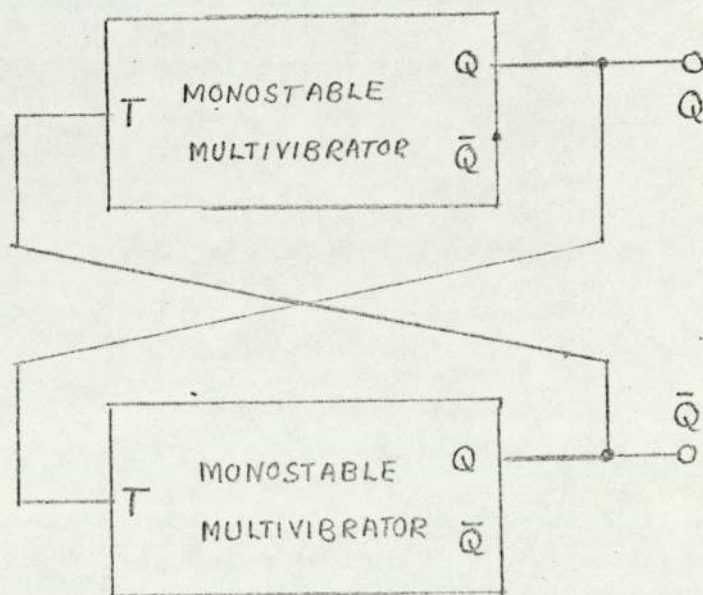 Q
MONOSTABLE
T
Q
MULTIVIBRATOR
Q̄
Q̄
MONOSTABLE
Q
T
MULTIVIBRATOR
Q̄